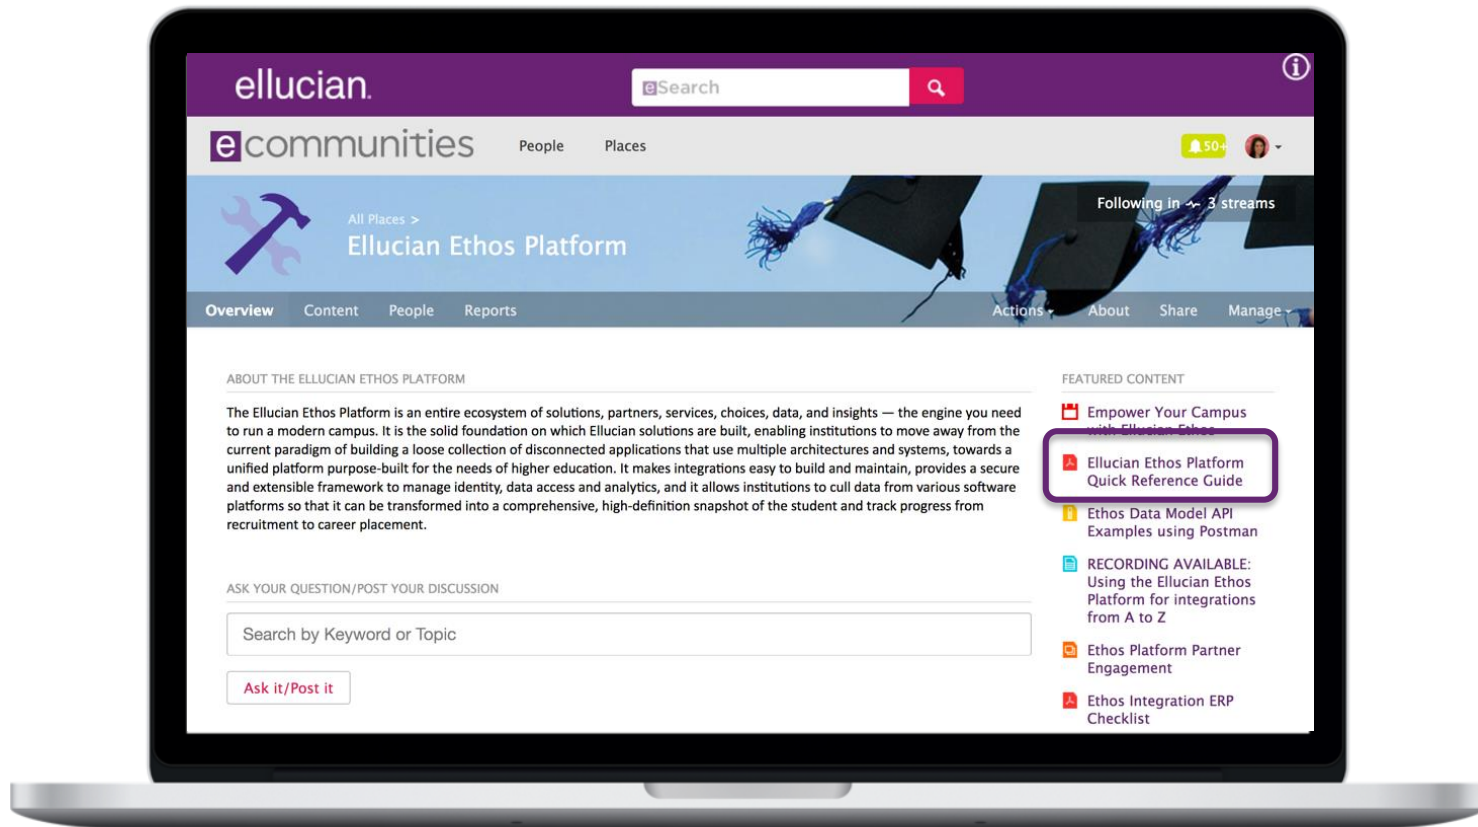 ellucian.
eSearch
ecommunities
People
Places
50+
All Places >
Ellucian Ethos Platform
Following in 3 streams
Overview
Content
People
Reports
Actions
About
Share
Manage
ABOUT THE ELLUCIAN ETHOS PLATFORM
The Ellucian Ethos Platform is an entire ecosystem of solutions, partners, services, choices, data, and insights — the engine you need
to run a modern campus. It is the solid foundation on which Ellucian solutions are built, enabling institutions to move away from the
current paradigm of building a loose collection of disconnected applications that use multiple architectures and systems, towards a
unified platform purpose-built for the needs of higher education. It makes integrations easy to build and maintain, provides a secure
and extensible framework to manage identity, data access and analytics, and it allows institutions to cull data from various software
platforms so that it can be transformed into a comprehensive, high-definition snapshot of the student and track progress from
recruitment to career placement.
ASK YOUR QUESTION/POST YOUR DISCUSSION
Search by Keyword or Topic
Ask it/Post it
FEATURED CONTENT
Empower Your Campus
with Ellucian Ethos
Ellucian Ethos Platform
Quick Reference Guide
Ethos Data Model API
Examples using Postman
RECORDING AVAILABLE:
Using the Ellucian Ethos
Platform for integrations
from A to Z
Ethos Platform Partner
Engagement
Ethos Integration ERP
Checklist